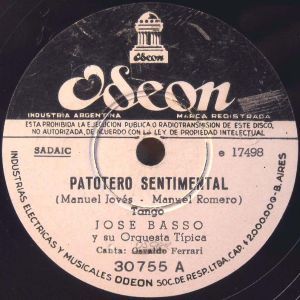 Odeon
INDUSTRIA ARGENTINA
MARCA REGISTRADA
ESTA PROHIBIDA LA EJECUCION PUBLICA O RADIOTRANSMISION DE ESTE DISCO,
NO AUTORIZADA, DE ACUERDO CON LA LEY DE PROPIEDAD INTELECTUAL
SADAIC
e 17498
PATOTERO SENTIMENTAL
(Manuel Jovés - Manuel Romero)
Tango
JOSE BASSO
y su Orquesta Típica
Canta: Osvaldo Ferrari
30755 A
INDUSTRIAS ELECTRICAS Y MUSICALES ODEON SOC. DE RESP. LTDA. CAP. $ 2.000.000 - B. AIRES